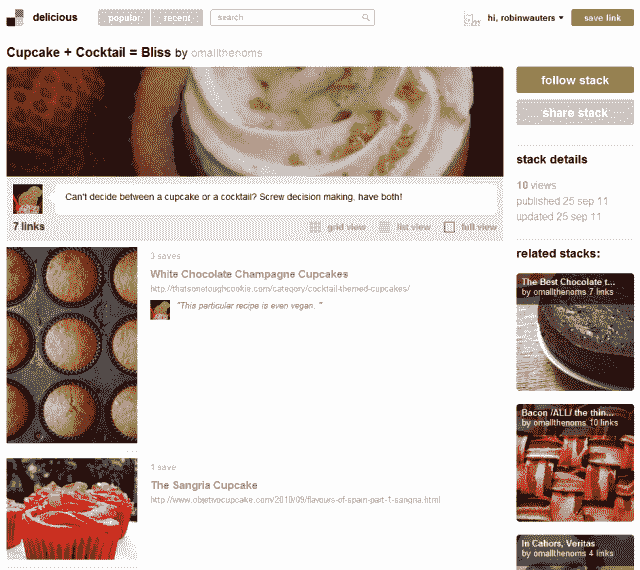 delicious
popular
recent
search
hi, robinwauters
save link
Cupcake + Cocktail = Bliss by omallthenoms
follow stack
share stack
Can't decide between a cupcake or a cocktail? Screw decision making, have both!
7 links
grid view
list view
full view
stack details
10 views
published 25 sep 11
updated 25 sep 11
related stacks:
3 saves
White Chocolate Champagne Cupcakes
http://thatsonetoughcookie.com/category/cocktail-themed-cupcakes/
"This particular recipe is even vegan. "
The Best Chocolate t...
by omallthenoms 7 links
Bacon /ALL/ the thin...
by omallthenoms 10 links
1 save
The Sangria Cupcake
http://www.objetivocupcake.com/2010/09/flavours-of-spain-part-1-sangria.html
In Cahors, Veritas
by omallthenoms 4 links